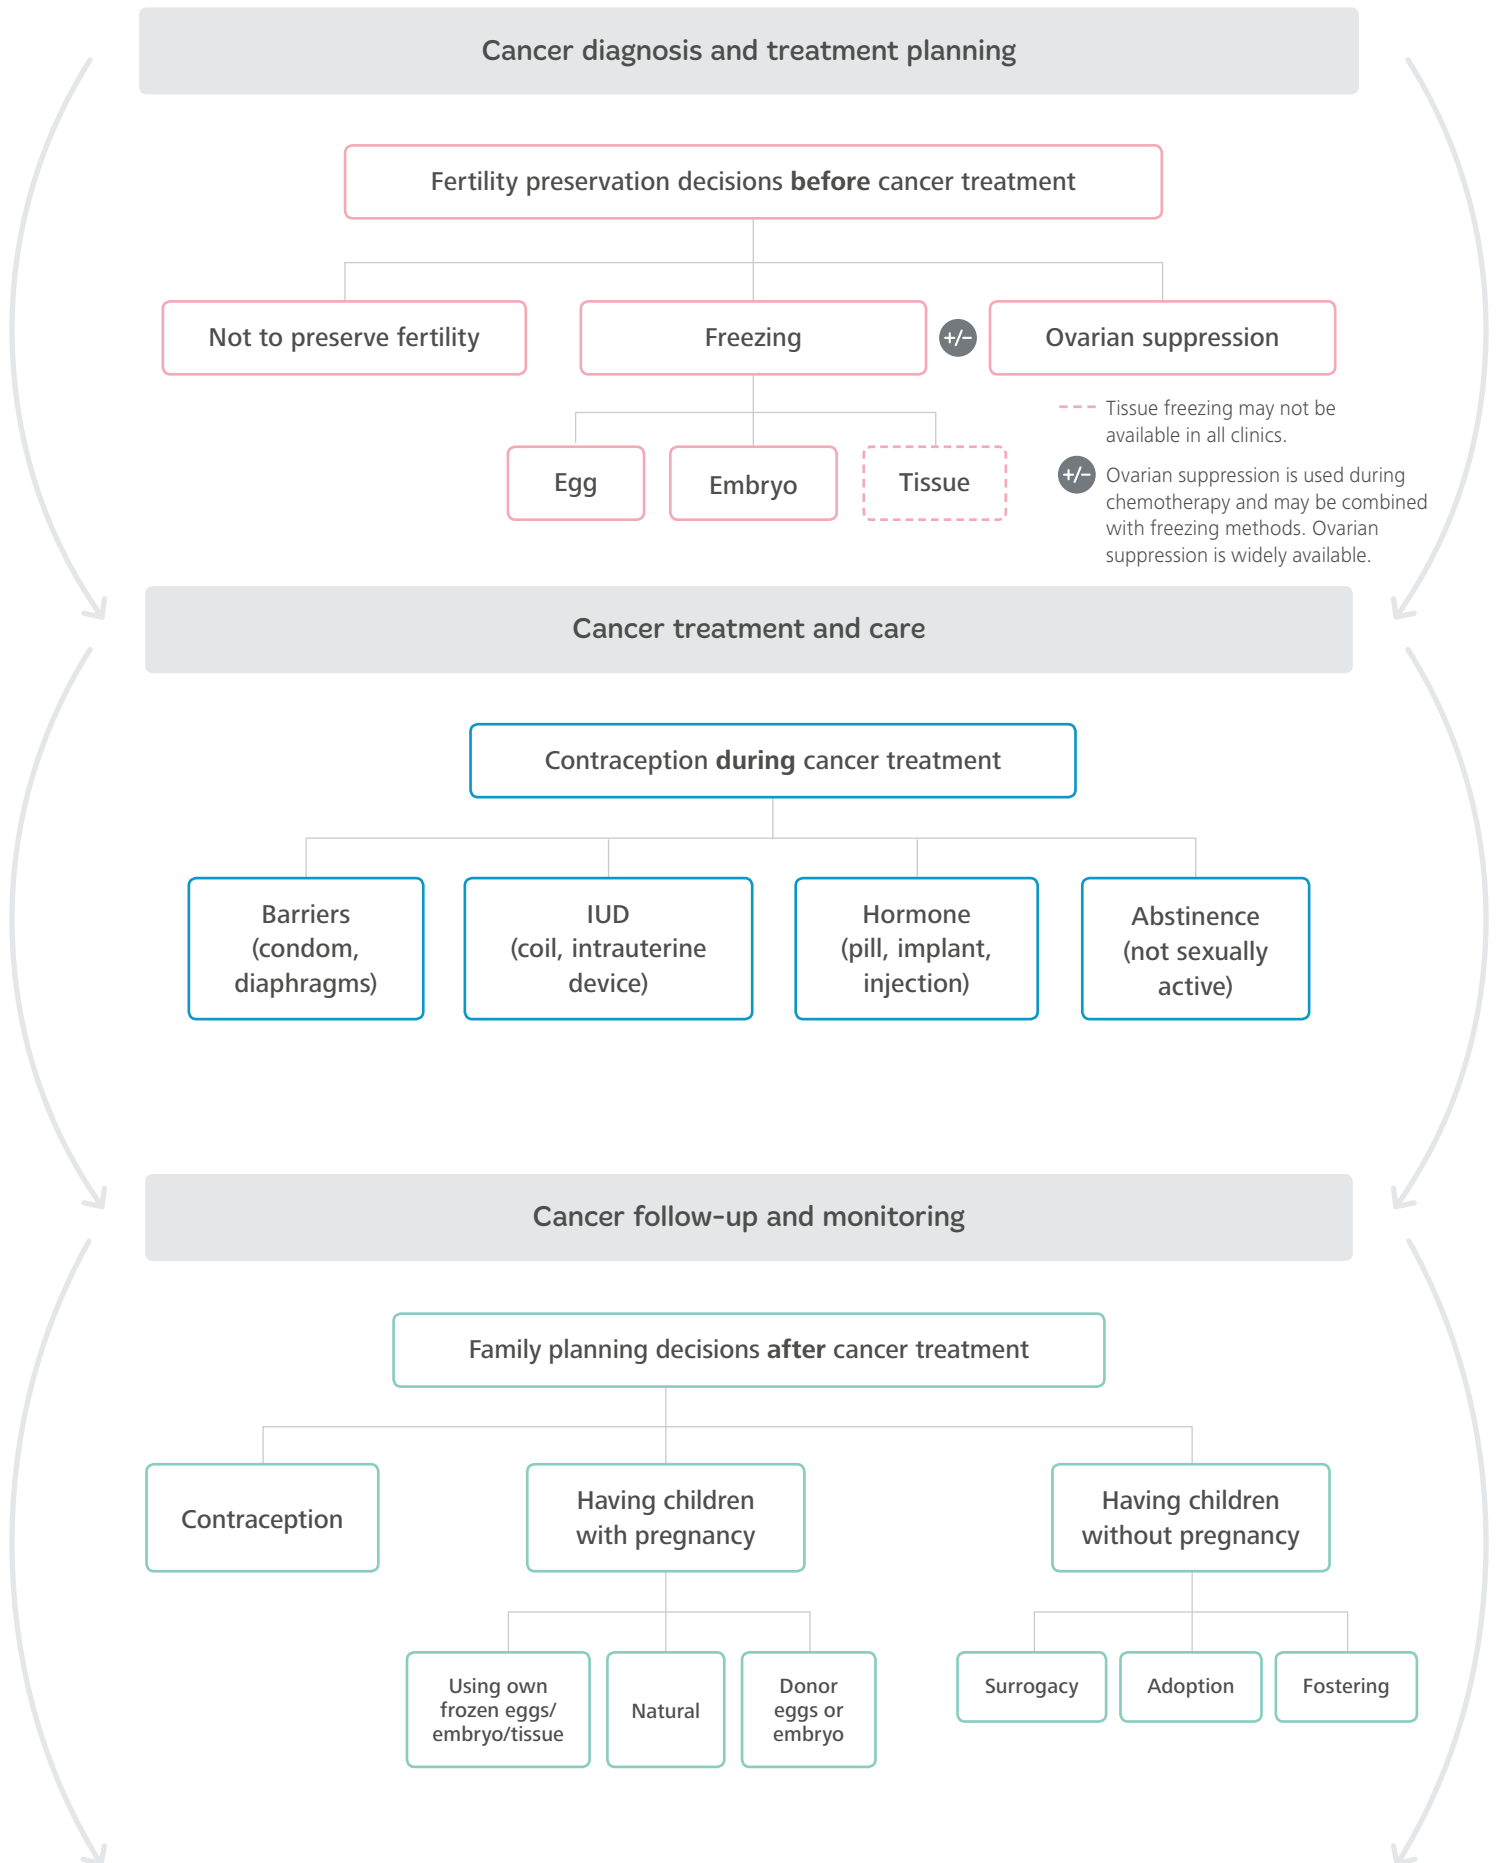 Cancer diagnosis and treatment planning
Fertility preservation decisions before cancer treatment
Not to preserve fertility
Freezing
+/−
Ovarian suppression
Tissue freezing may not be
available in all clinics.
Egg
Embryo
Tissue
+/−
Ovarian suppression is used during
chemotherapy and may be combined
with freezing methods. Ovarian
suppression is widely available.
Cancer treatment and care
Contraception during cancer treatment
Barriers
(condom,
diaphragms)
IUD
(coil, intrauterine
device)
Hormone
(pill, implant,
injection)
Abstinence
(not sexually
active)
Cancer follow-up and monitoring
Family planning decisions after cancer treatment
Contraception
Having children
with pregnancy
Having children
without pregnancy
Using own
frozen eggs/
embryo/tissue
Natural
Donor
eggs or
embryo
Surrogacy
Adoption
Fostering